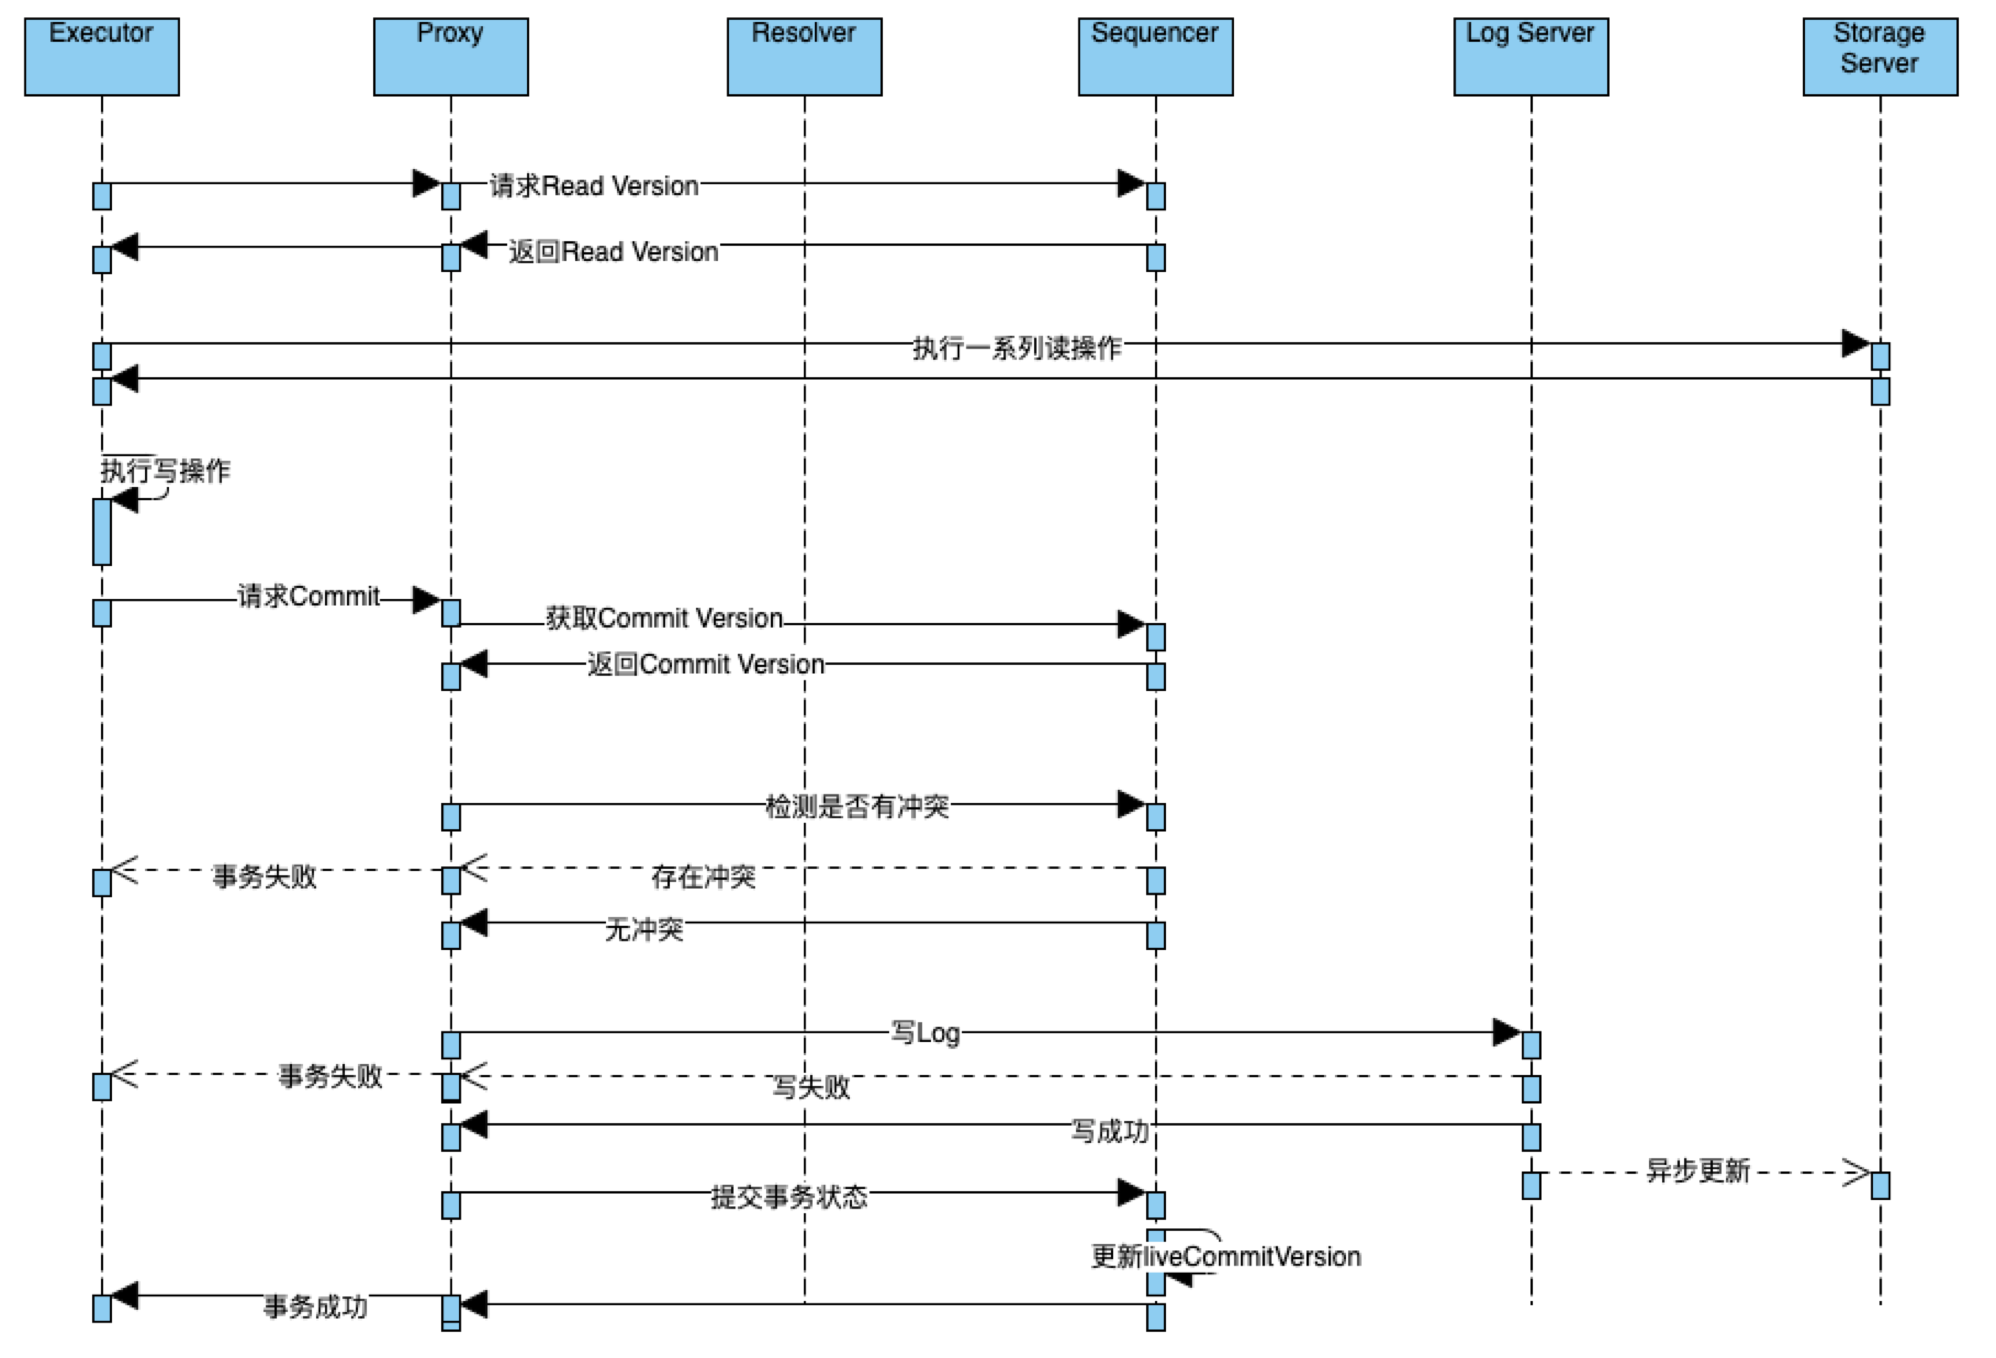 Executor
Proxy
Resolver
Sequencer
Log Server
Storage
Server
请求Read Version
返回Read Version
执行一系列读操作
执行写操作
请求Commit
获取Commit Version
返回Commit Version
检测是否有冲突
事务失败
存在冲突
无冲突
写Log
事务失败
写失败
写成功
异步更新
提交事务状态
更新liveCommitVersion
事务成功